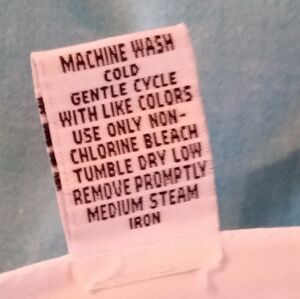 MACHINE WASH
COLD
GENTLE CYCLE
WITH LIKE COLORS
USE ONLY NON-
CHLORINE BLEACH
TUMBLE DRY LOW
REMOVE PROMPTLY
MEDIUM STEAM
IRON